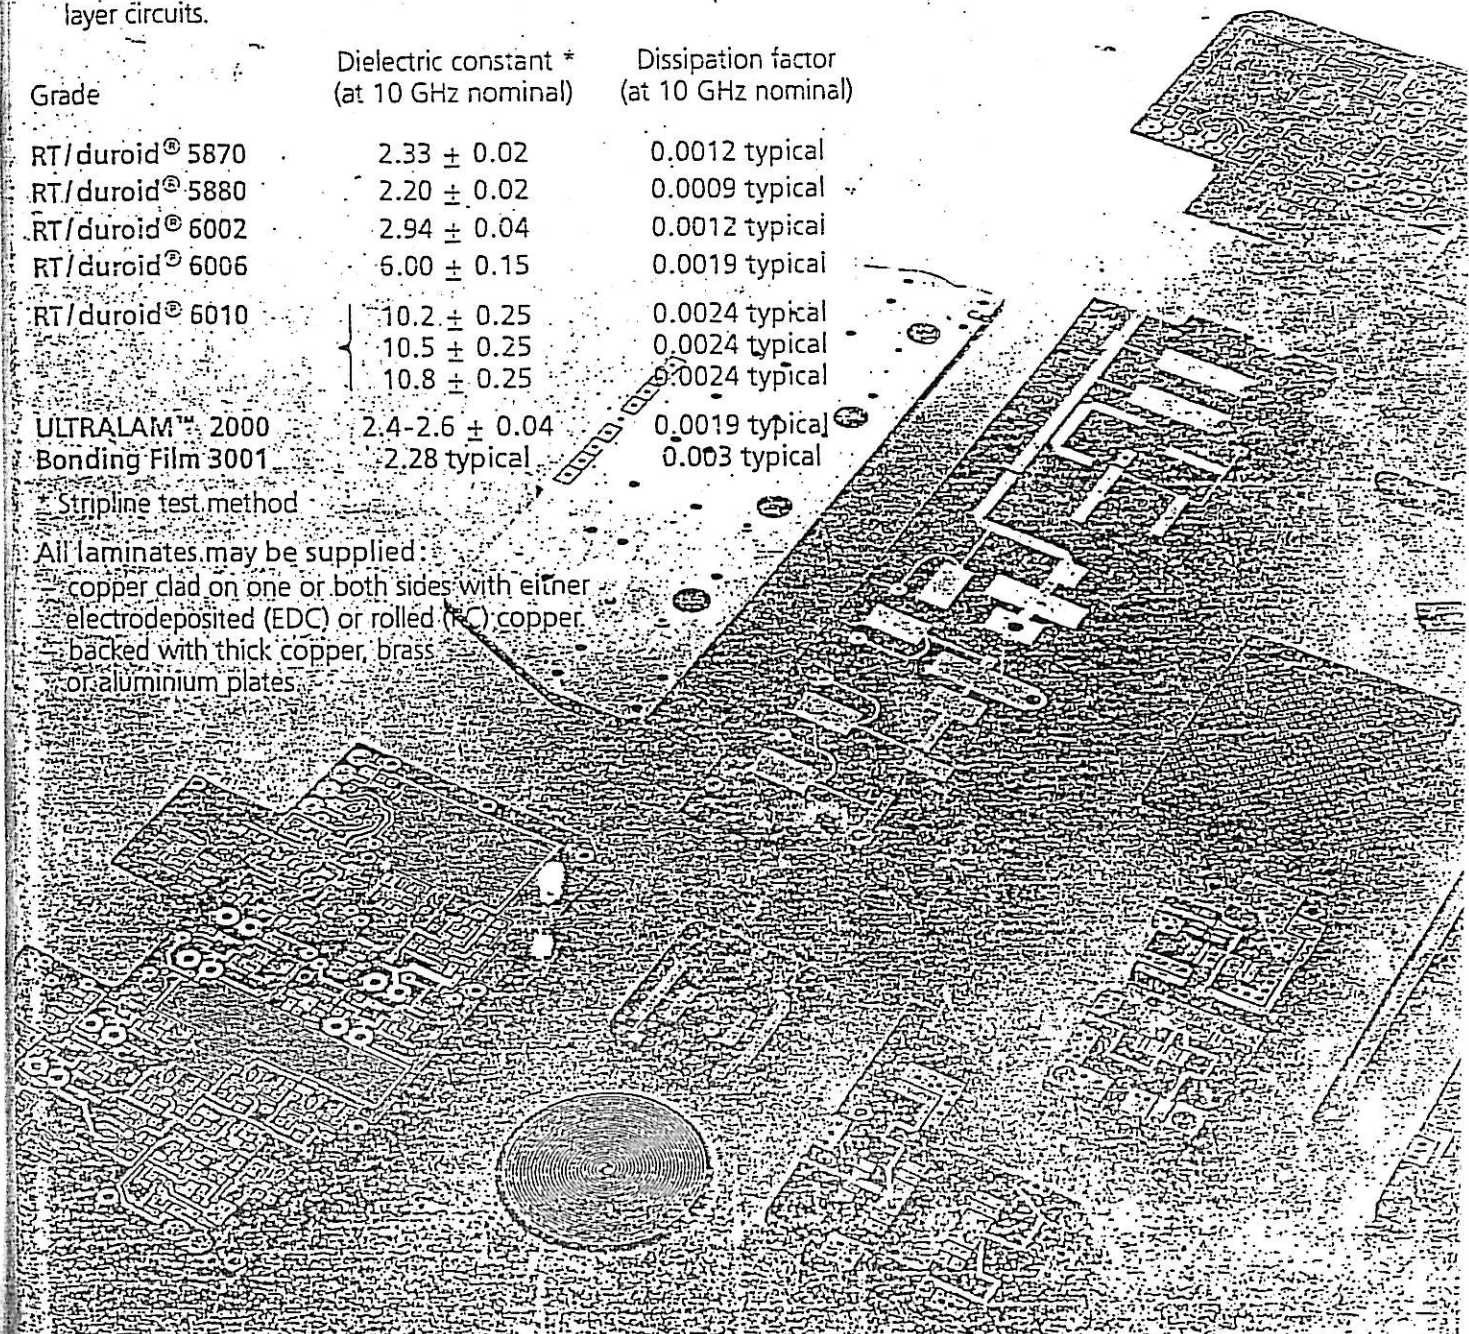 layer circuits.
Grade Dielectric constant * Dissipation factor
(at 10 GHz nominal) (at 10 GHz nominal)
RT/duroid® 5870 2.33 ± 0.02 0.0012 typical
RT/duroid® 5880 2.20 ± 0.02 0.0009 typical
RT/duroid® 6002 2.94 ± 0.04 0.0012 typical
RT/duroid® 6006 6.00 ± 0.15 0.0019 typical
RT/duroid® 6010 10.2 ± 0.25 0.0024 typical
10.5 ± 0.25 0.0024 typical
10.8 ± 0.25 0.0024 typical
ULTRALAM™ 2000 2.4-2.6 ± 0.04 0.0019 typical
Bonding Film 3001 2.28 typical 0.003 typical
* Stripline test method
All laminates may be supplied:
copper clad on one or both sides with either
electrodeposited (EDC) or rolled (RC) copper
backed with thick copper, brass
or aluminium plates.